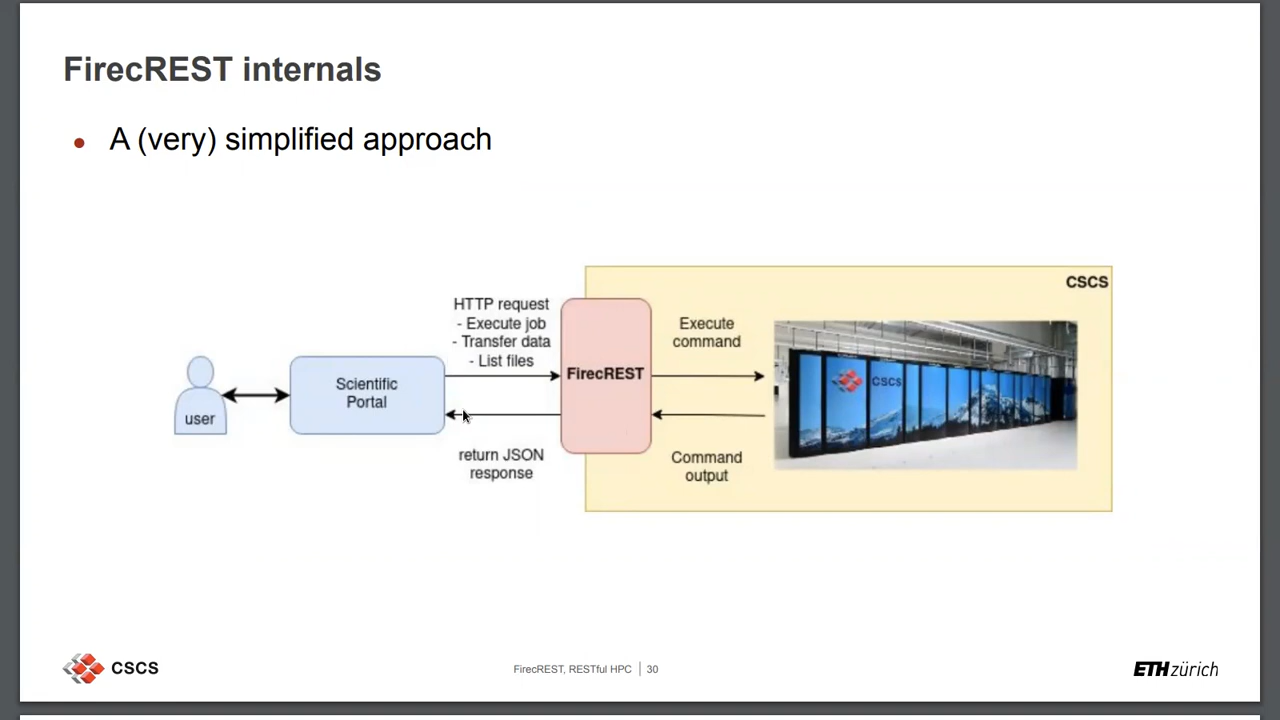 FirecREST internals
• A (very) simplified approach
CSCS
HTTP request
- Execute job
- Transfer data
- List files
Execute
command
FirecREST
CSCS
Scientific
Portal
user
return JSON
response
Command
output
CSCS
FirecREST, RESTful HPC | 30
ETH zürich